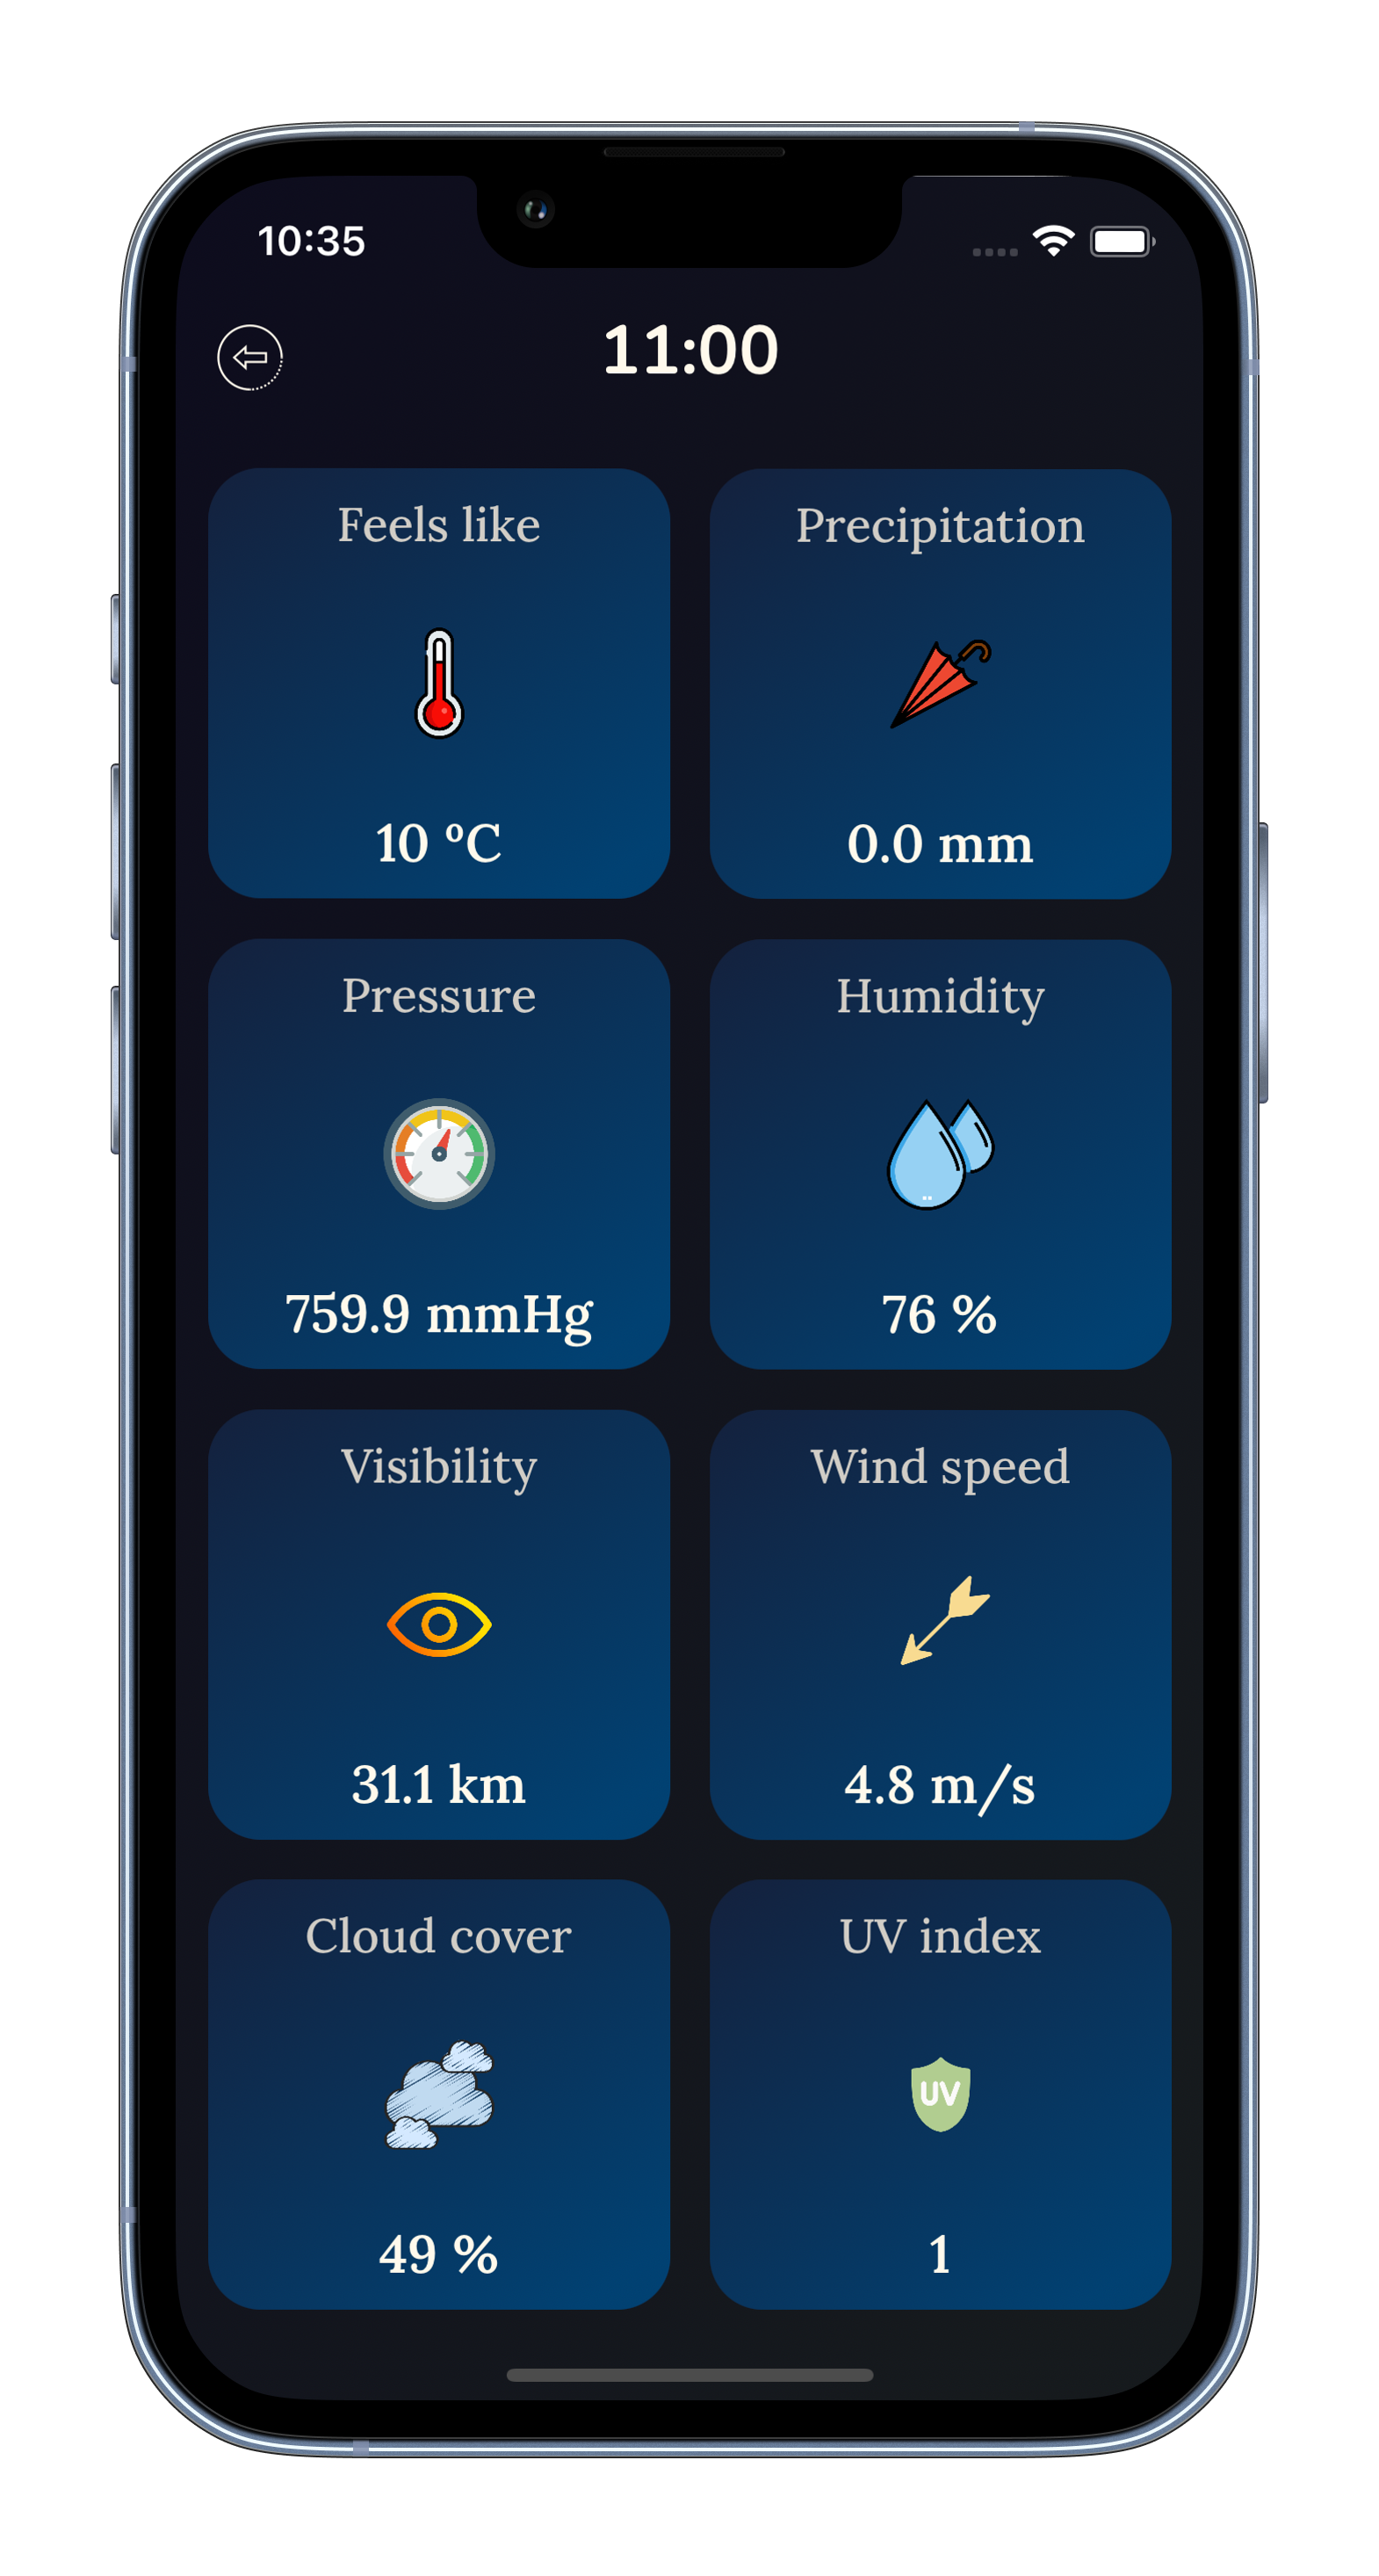 10:35
11:00
Feels like
10 °C
Precipitation
0.0 mm
Pressure
759.9 mmHg
Humidity
76 %
Visibility
31.1 km
Wind speed
4.8 m/s
Cloud cover
49 %
UV index
UV
1